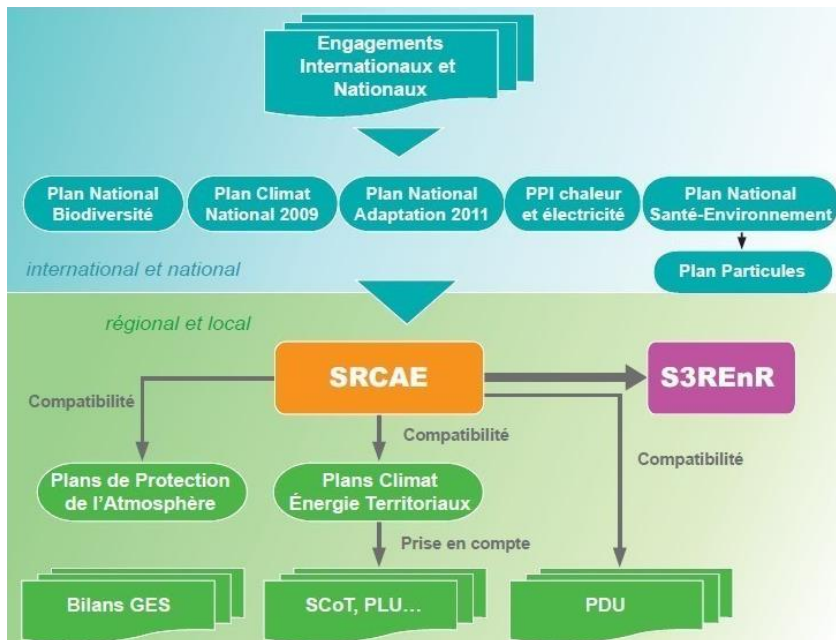 Engagements
Internationaux et
Nationaux
Plan National
Biodiversité
Plan Climat
National 2009
Plan National
Adaptation 2011
PPI chaleur
et électricité
Plan National
Santé-Environnement
international et national
Plan Particules
régional et local
SRCAE
S3REnR
Compatibilité
Compatibilité
Compatibilité
Plans de Protection
de l'Atmosphère
Plans Climat
Énergie Territoriaux
Prise en compte
Bilans GES
SCoT, PLU...
PDU